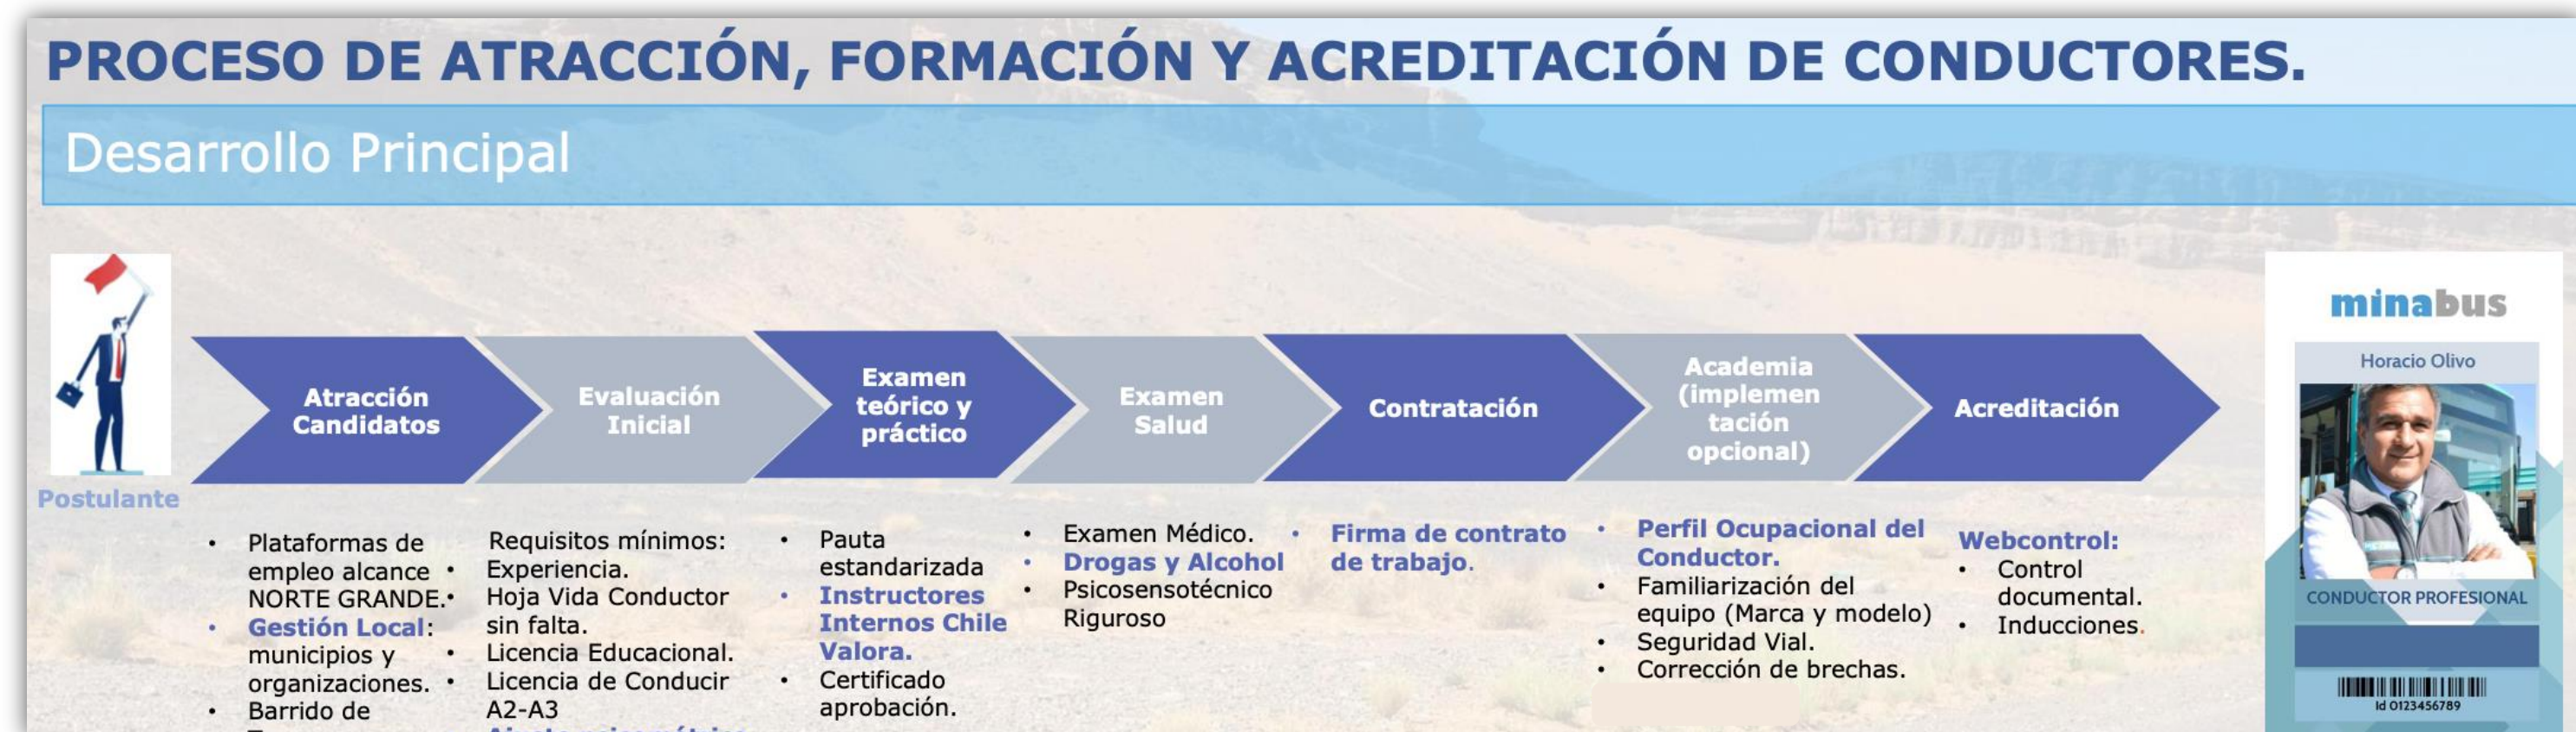 PROCESO DE ATRACCIÓN, FORMACIÓN Y ACREDITACIÓN DE CONDUCTORES.
Desarrollo Principal
Postulante
Atracción
Candidatos
Evaluación
Inicial
Examen
teórico y
práctico
Examen
Salud
Contratación
Academia
(implemen
tación
opcional)
Acreditación
• Plataformas de
empleo alcance
NORTE GRANDE.
• Gestión Local:
municipios y
organizaciones.
• Barrido de
Requisitos mínimos:
• Experiencia.
• Hoja Vida Conductor
sin falta.
• Licencia Educacional.
• Licencia de Conducir
A2-A3
• Pauta
estandarizada
• Instructores
Internos Chile
Valora.
• Certificado
aprobación.
• Examen Médico.
• Drogas y Alcohol
• Psicosensotécnico
Riguroso
• Firma de contrato
de trabajo.
• Perfil Ocupacional del
Conductor.
• Familiarización del
equipo (Marca y modelo)
• Seguridad Vial.
• Corrección de brechas.
Webcontrol:
• Control
documental.
• Inducciones.
minabus
Horacio Olivo
CONDUCTOR PROFESIONAL
Id 0123456789